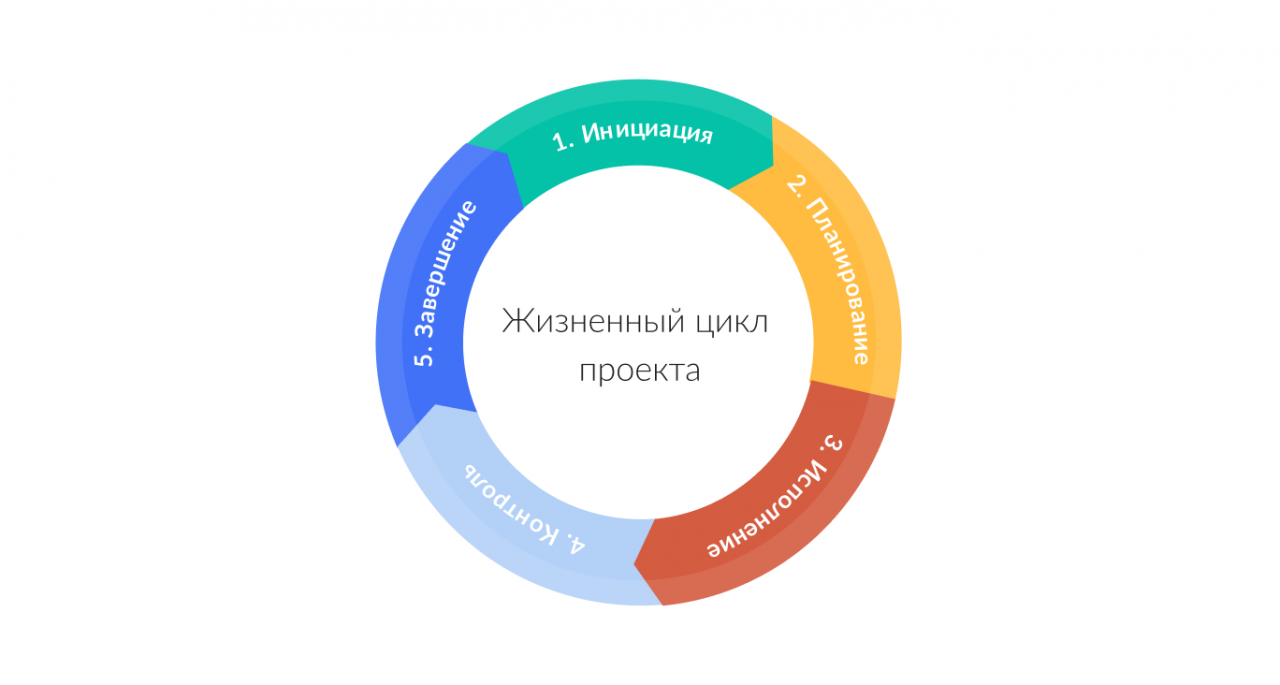 1. Инициация
2. Планирование
3. Исполнение
4. Контроль
5. Завершение
Жизненный цикл
проекта